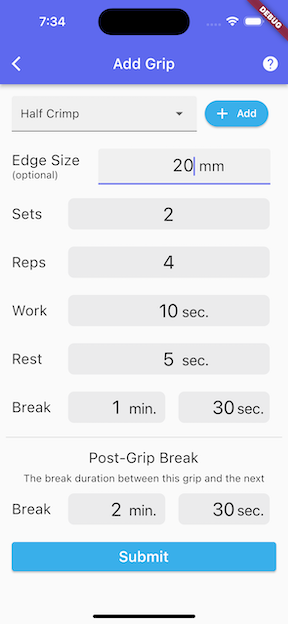 7:34
DEBUG
Add Grip
?
Half Crimp
+ Add
Edge Size
20 mm
(optional)
Sets 2
Reps 4
Work 10 sec.
Rest 5 sec.
Break 1 min. 30 sec.
Post-Grip Break
The break duration between this grip and the next
Break 2 min. 30 sec.
Submit